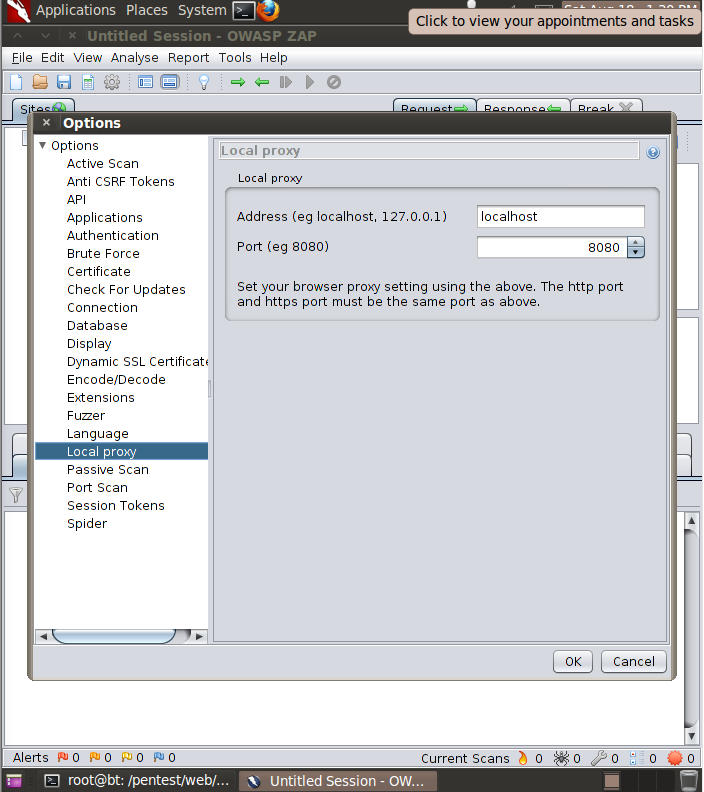 Applications Places System
Click to view your appointments and tasks
Untitled Session - OWASP ZAP
File Edit View Analyse Report Tools Help
Sites
Request
Response
Break
Options
Options
Active Scan
Anti CSRF Tokens
API
Applications
Authentication
Brute Force
Certificate
Check For Updates
Connection
Database
Display
Dynamic SSL Certificate
Encode/Decode
Extensions
Fuzzer
Language
Local proxy
Passive Scan
Port Scan
Session Tokens
Spider
Local proxy
Local proxy
Address (eg localhost, 127.0.0.1)
localhost
Port (eg 8080)
8080
Set your browser proxy setting using the above. The http port
and https port must be the same port as above.
OK
Cancel
Alerts 0 0 0 0
Current Scans 0 0 0 0 0
root@bt: /pentest/web/...
Untitled Session - OW...